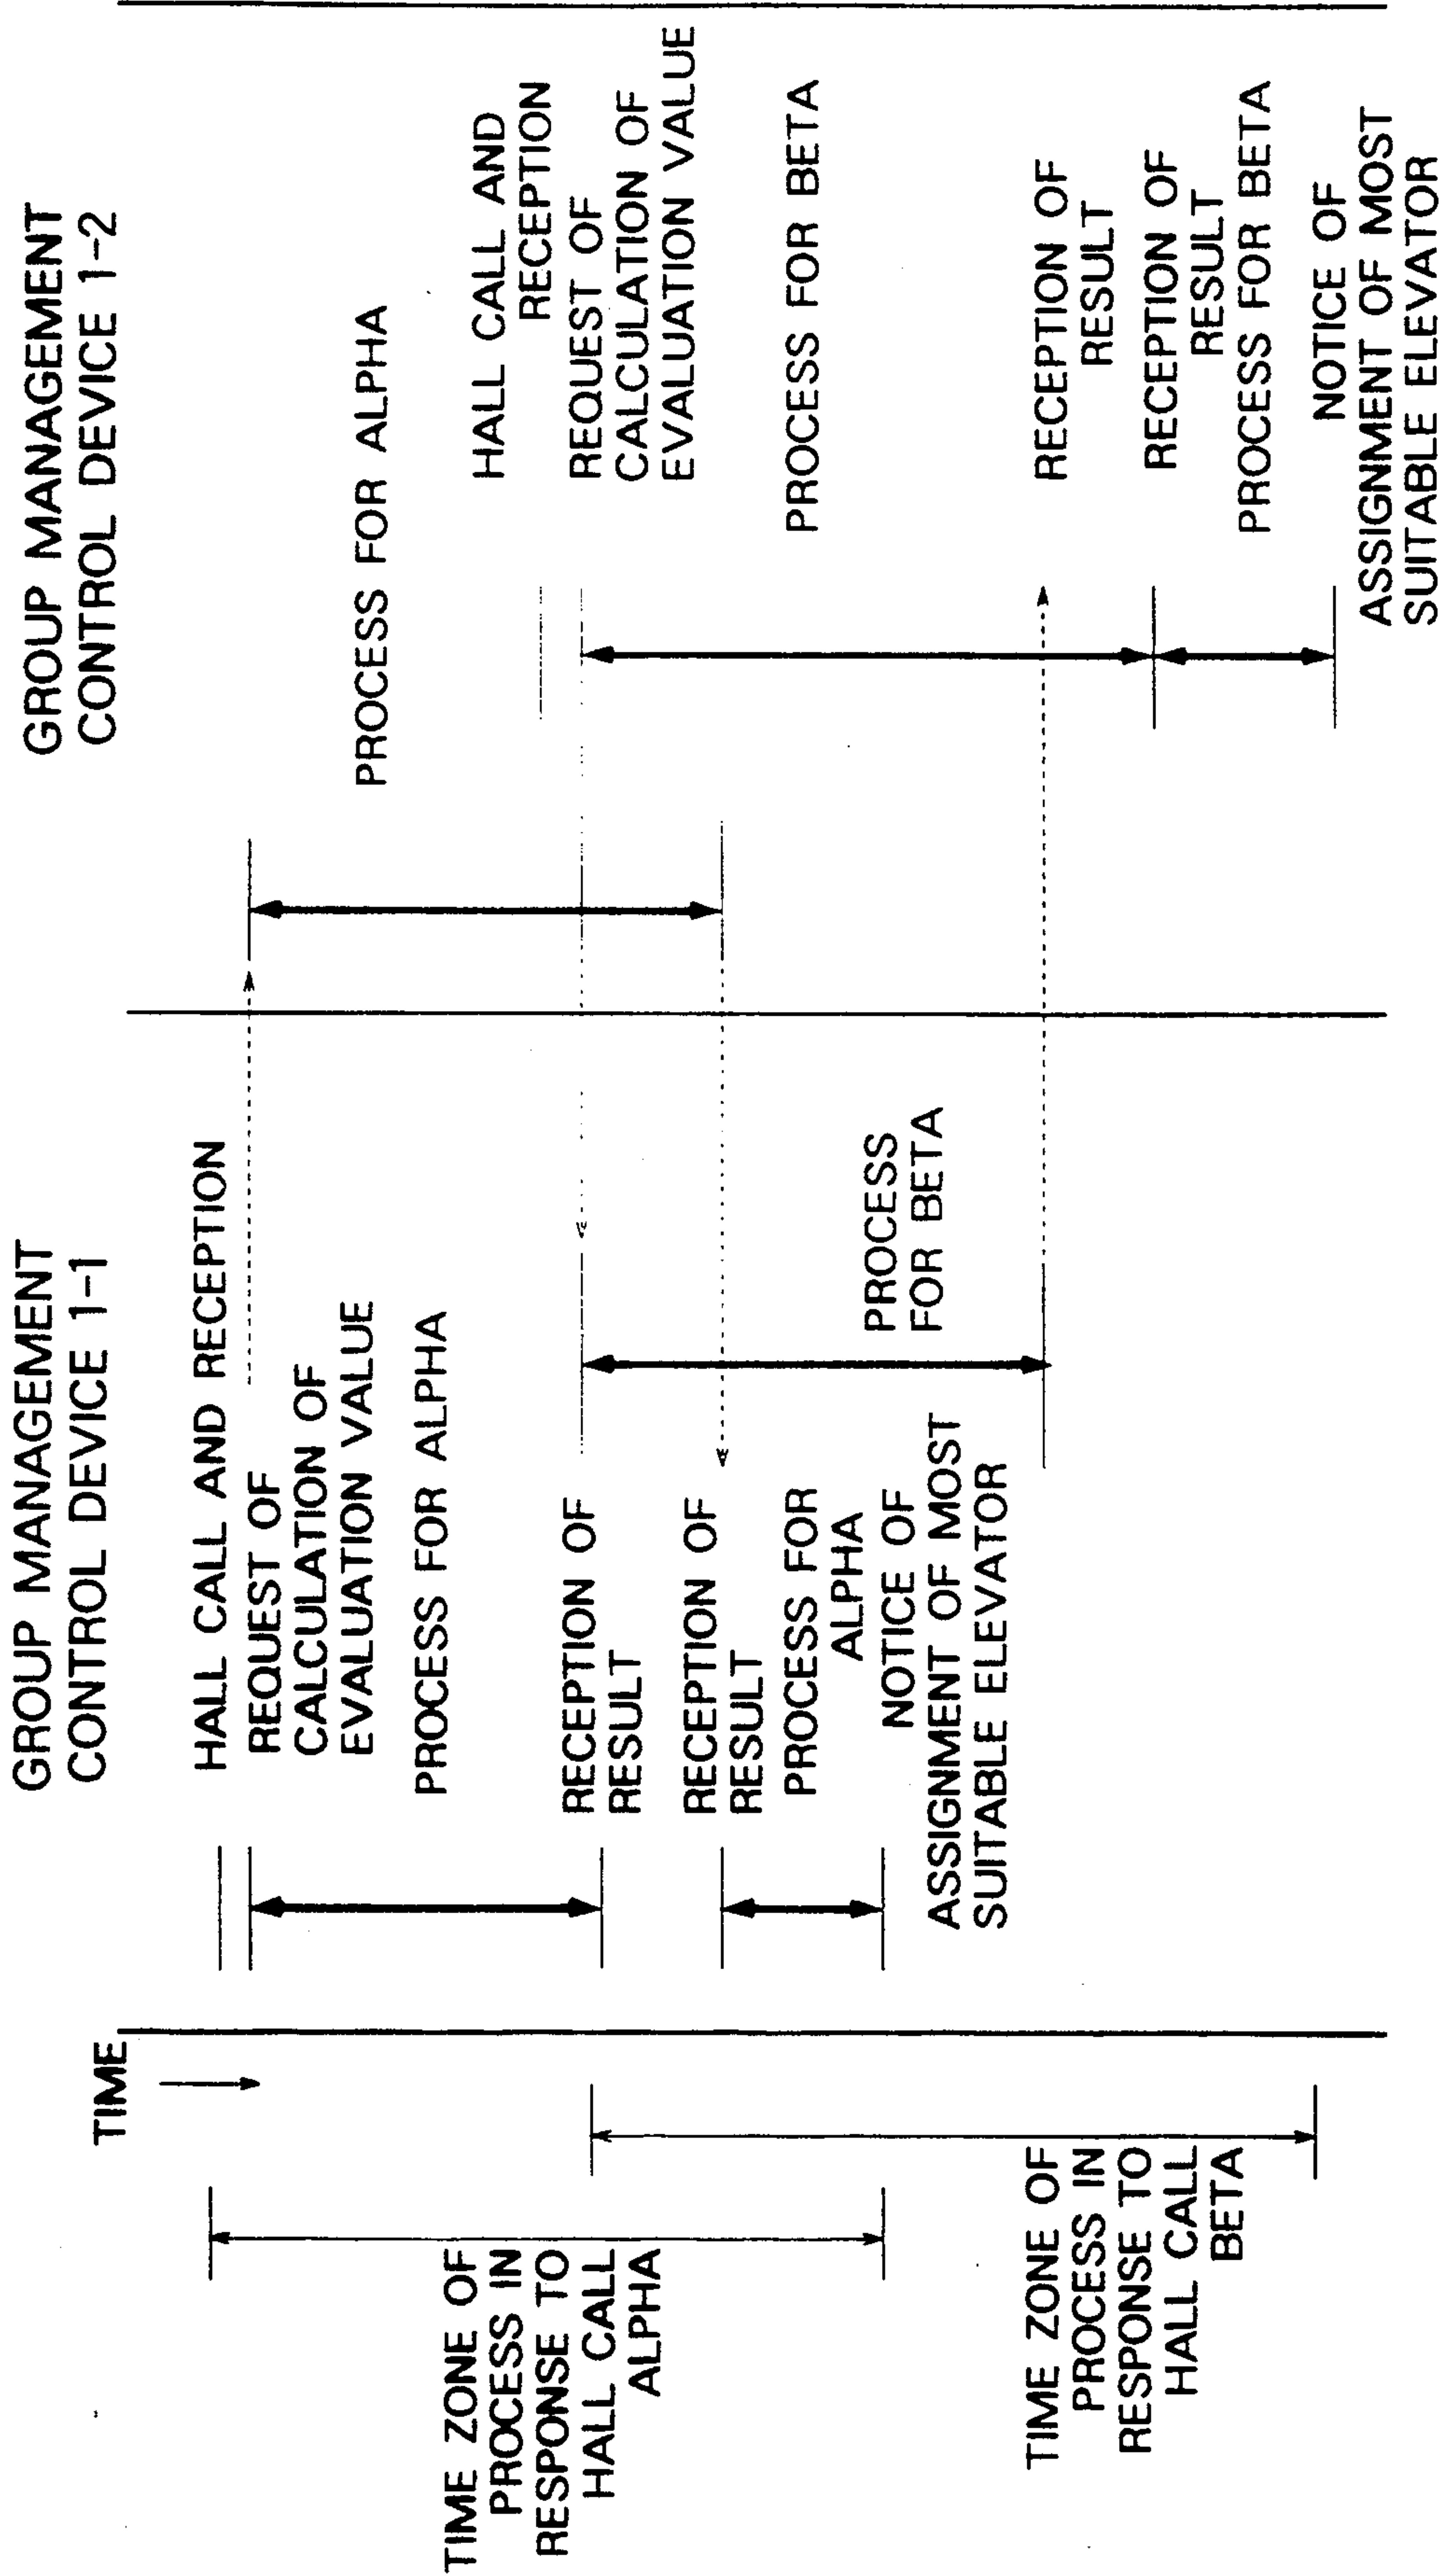 TIME
TIME ZONE OF
PROCESS IN
RESPONSE TO
HALL CALL
ALPHA
TIME ZONE OF
PROCESS IN
RESPONSE TO
HALL CALL
BETA
GROUP MANAGEMENT
CONTROL DEVICE 1-1
HALL CALL AND RECEPTION
REQUEST OF
CALCULATION OF
EVALUATION VALUE
PROCESS FOR ALPHA
RECEPTION OF
RESULT
RECEPTION OF
RESULT
PROCESS FOR
ALPHA
NOTICE OF
ASSIGNMENT OF MOST
SUITABLE ELEVATOR
PROCESS
FOR BETA
GROUP MANAGEMENT
CONTROL DEVICE 1-2
PROCESS FOR ALPHA
HALL CALL AND
RECEPTION
REQUEST OF
CALCULATION OF
EVALUATION VALUE
PROCESS FOR BETA
RECEPTION OF
RESULT
RECEPTION OF
RESULT
PROCESS FOR BETA
NOTICE OF
ASSIGNMENT OF MOST
SUITABLE ELEVATOR